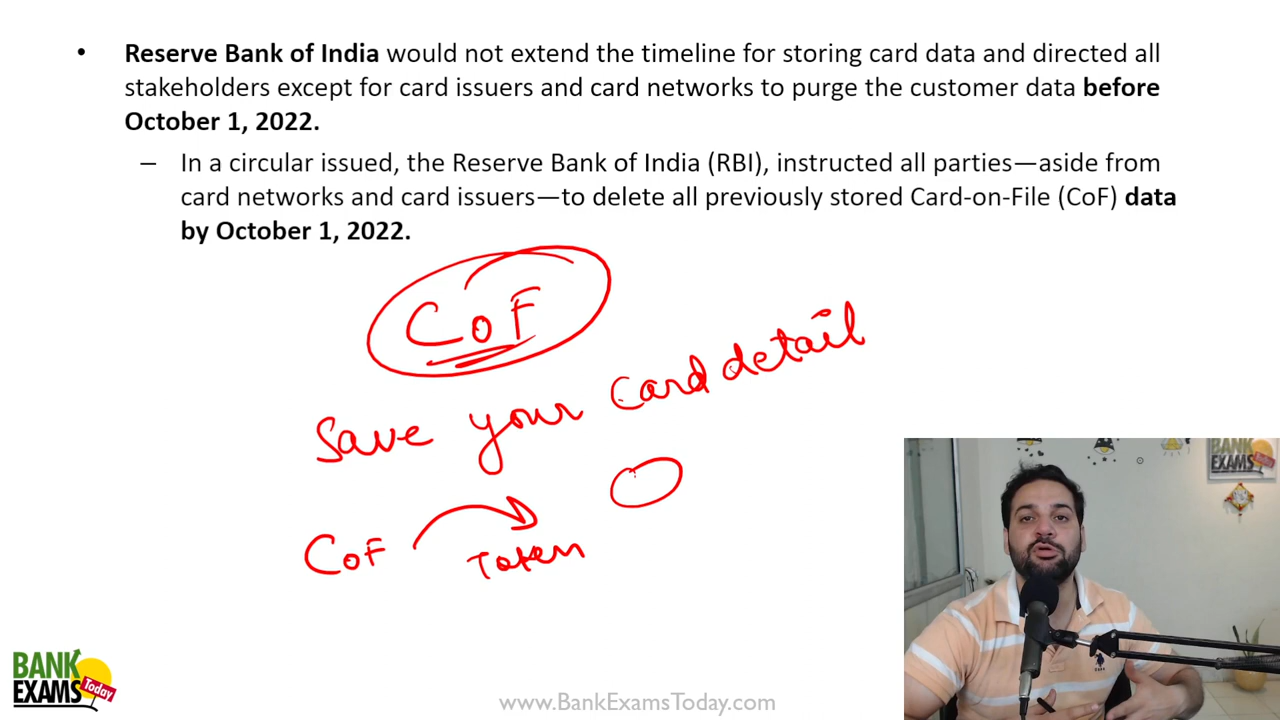 Reserve Bank of India would not extend the timeline for storing card data and directed all
stakeholders except for card issuers and card networks to purge the customer data before
October 1, 2022.
– In a circular issued, the Reserve Bank of India (RBI), instructed all parties—aside from
card networks and card issuers—to delete all previously stored Card-on-File (CoF) data
by October 1, 2022.
CoF
Save your card detail
CoF Token
BANK
EXAMS
Today
BANK
EXAMS
Today
www.BankExamsToday.com